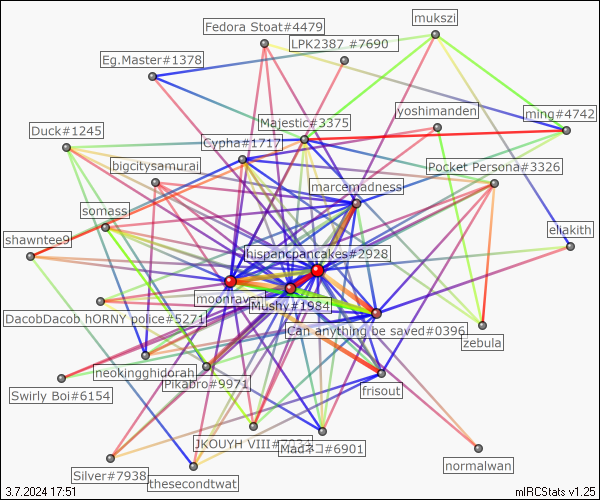 mukszi
Fedora Stoat#4479
LPK2387 #7690
Eg.Master#1378
yoshimanden
ming#4742
Majestic#3375
Duck#1245
Cypha#1717
bigcitysamurai
Pocket Persona#3326
marcemadness
somass
shawntee9
eliakith
hispancpancakes#2928
moonraven
Mushy#1984
DacobDacob hORNY police#5271
Can anything be saved#0396
zebula
neokingghidorah
Pikabro#9971
Swirly Boi#6154
frisout
JKOUYH VIII#
Madネコ#6901
normalwan
Silver#7938
thesecondtwat
3.7.2024 17:51
mIRCStats v1.25